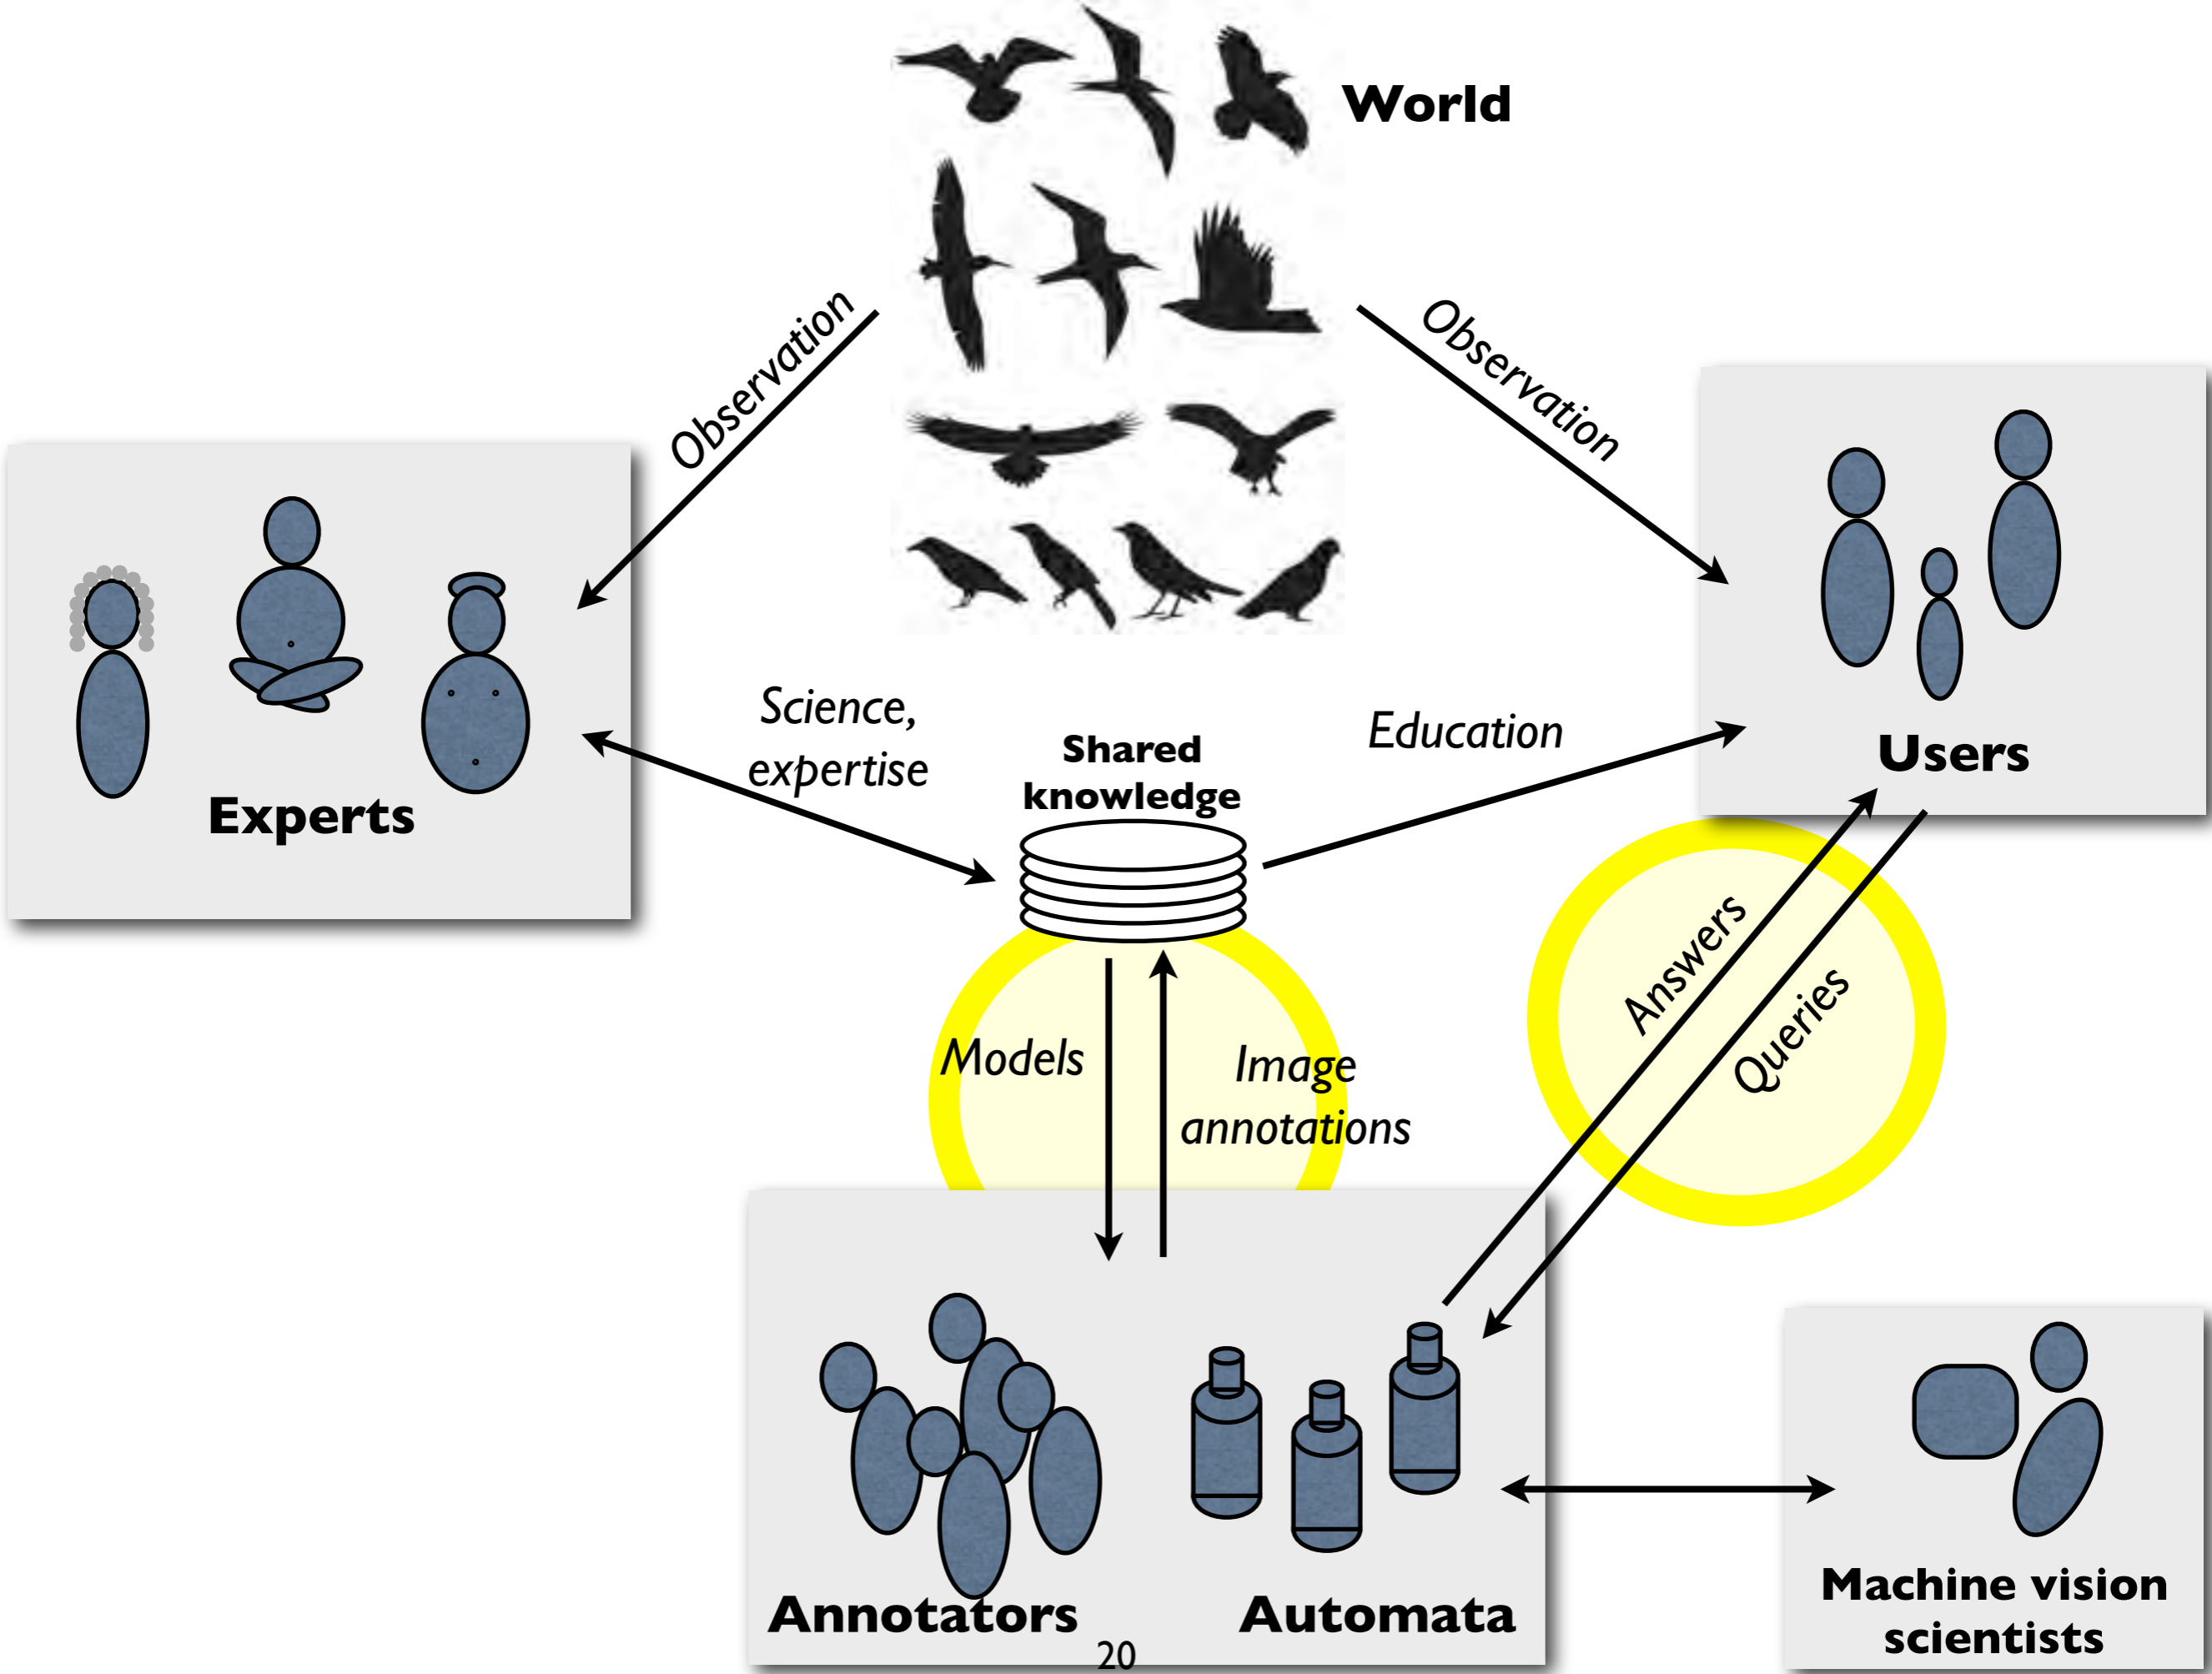 World
Observation
Observation
Science,
expertise
Shared
knowledge
Education
Users
Experts
Answers
Queries
Models
Image
annotations
Annotators
Automata
Machine vision
scientists
20